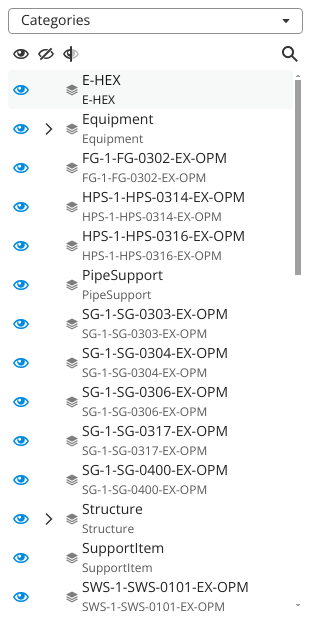 Categories
E-HEX
E-HEX
Equipment
Equipment
FG-1-FG-0302-EX-OPM
FG-1-FG-0302-EX-OPM
HPS-1-HPS-0314-EX-OPM
HPS-1-HPS-0314-EX-OPM
HPS-1-HPS-0316-EX-OPM
HPS-1-HPS-0316-EX-OPM
PipeSupport
PipeSupport
SG-1-SG-0303-EX-OPM
SG-1-SG-0303-EX-OPM
SG-1-SG-0304-EX-OPM
SG-1-SG-0304-EX-OPM
SG-1-SG-0306-EX-OPM
SG-1-SG-0306-EX-OPM
SG-1-SG-0317-EX-OPM
SG-1-SG-0317-EX-OPM
SG-1-SG-0400-EX-OPM
SG-1-SG-0400-EX-OPM
Structure
Structure
SupportItem
SupportItem
SWS-1-SWS-0101-EX-OPM
SWS-1-SWS-0101-EX-OPM